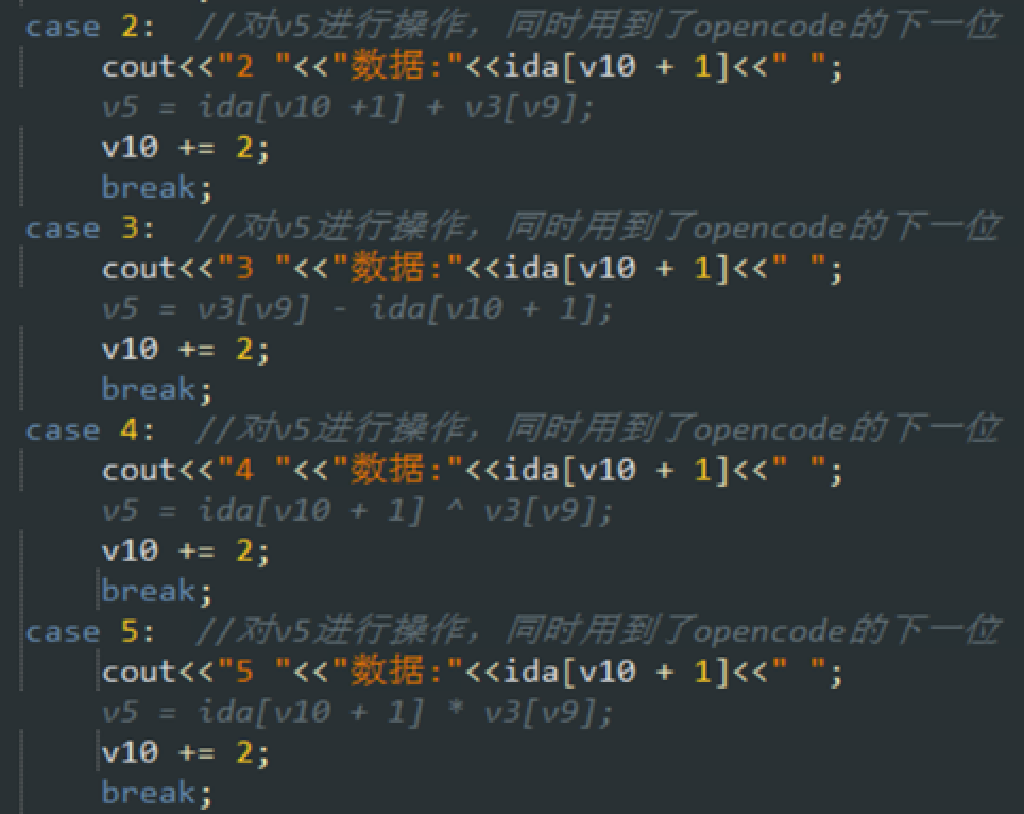 case 2:  //对v5进行操作，同时用到了opencode的下一位
cout<<"2 "<<"数据:"<<ida[v10 + 1]<<" ";
v5 = ida[v10 +1] + v3[v9];
v10 += 2;
break;
case 3:  //对v5进行操作，同时用到了opencode的下一位
cout<<"3 "<<"数据:"<<ida[v10 + 1]<<" ";
v5 = v3[v9] - ida[v10 + 1];
v10 += 2;
break;
case 4:  //对v5进行操作，同时用到了opencode的下一位
cout<<"4 "<<"数据:"<<ida[v10 + 1]<<" ";
v5 = ida[v10 + 1] ^ v3[v9];
v10 += 2;
break;
case 5:  //对v5进行操作，同时用到了opencode的下一位
cout<<"5 "<<"数据:"<<ida[v10 + 1]<<" ";
v5 = ida[v10 + 1] * v3[v9];
v10 += 2;
break;